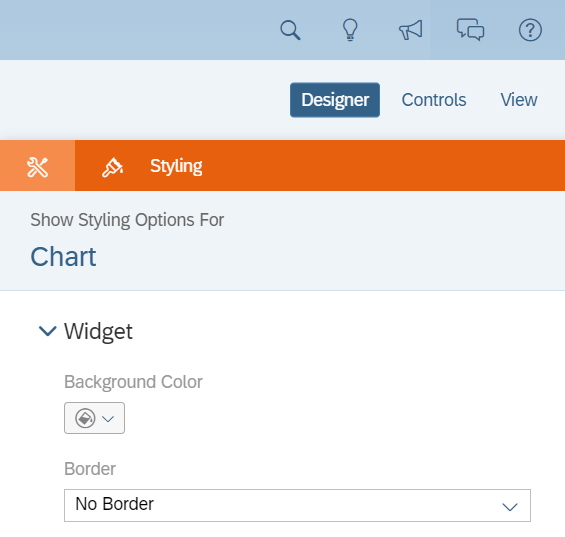 Designer Controls View
Styling
Show Styling Options For
Chart
Widget
Background Color
Border
No Border